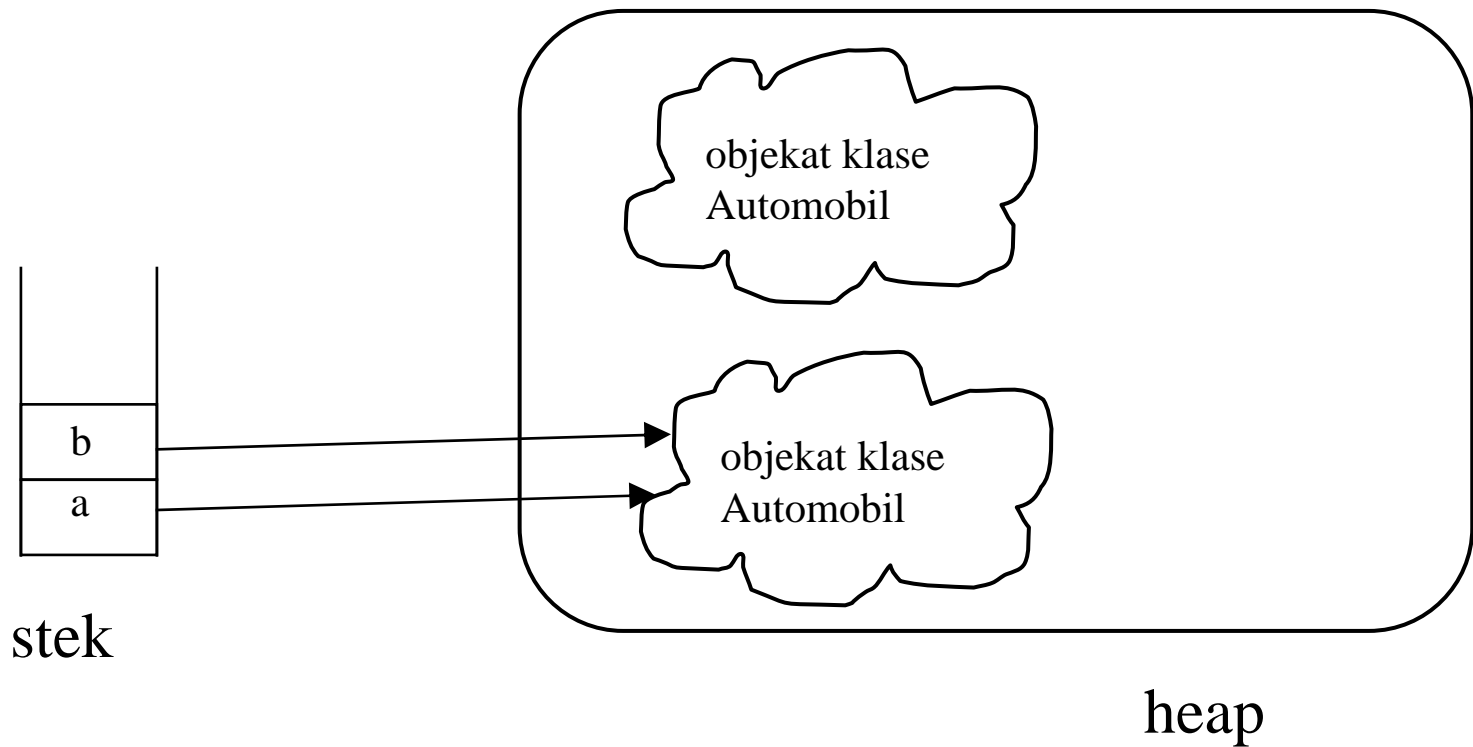 objekat klase
Automobil
b
a
objekat klase
Automobil
stek
heap